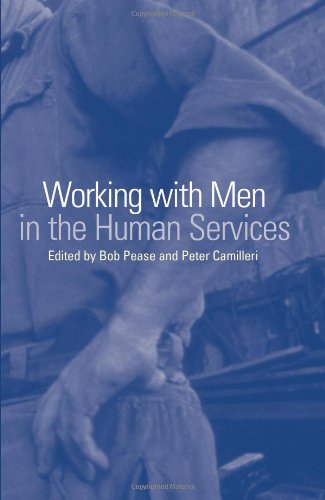 Working with Men
in the Human Services
Edited by Bob Pease and Peter Camilleri